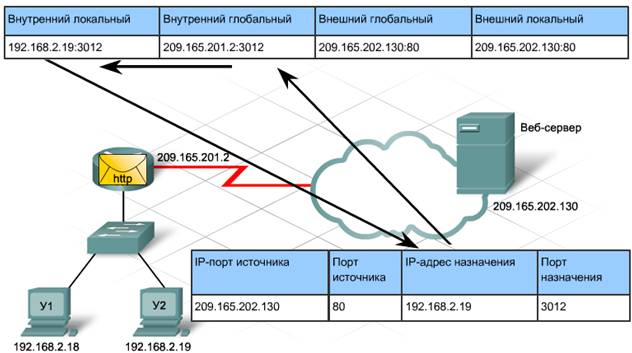 Внутренний локальный Внутренний глобальный Внешний глобальный Внешний локальный
192.168.2.19:3012 209.165.201.2:3012 209.165.202.130:80 209.165.202.130:80
Веб-сервер
209.165.201.2
http
209.165.202.130
IP-порт источника Порт источника IP-адрес назначения Порт назначения
209.165.202.130 80 192.168.2.19 3012
У1 У2
192.168.2.18 192.168.2.19